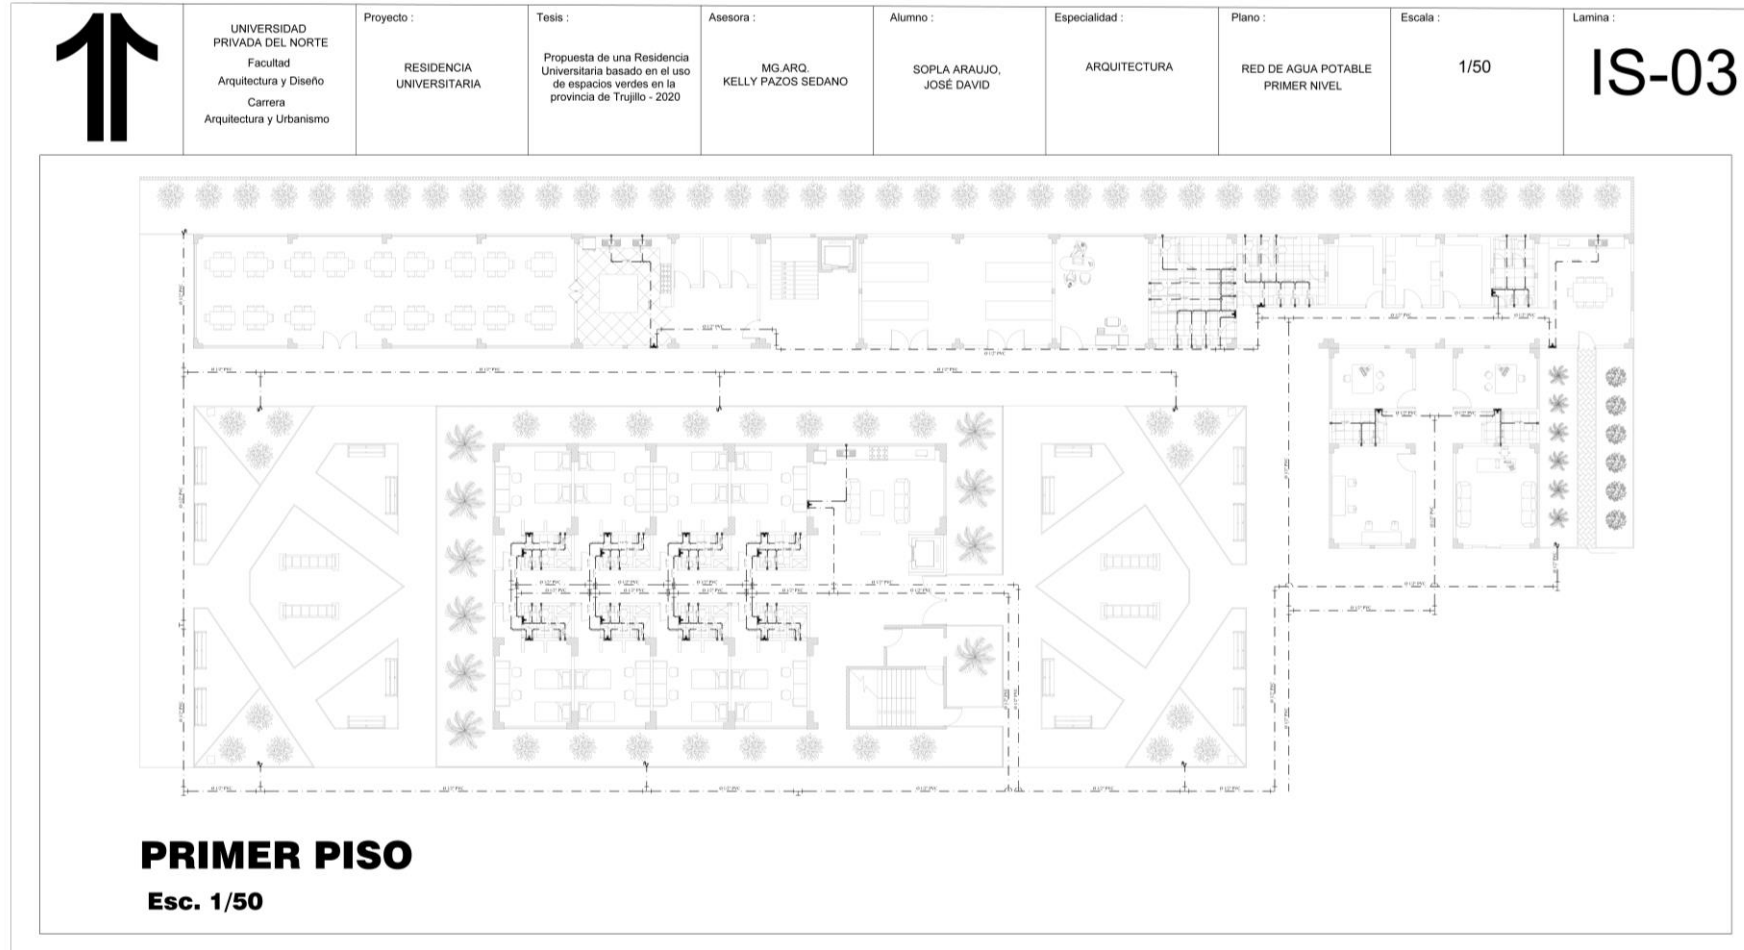 UNIVERSIDAD
PRIVADA DEL NORTE
Facultad
Arquitectura y Diseño
Carrera
Arquitectura y Urbanismo
Proyecto :
RESIDENCIA
UNIVERSITARIA
Tesis :
Propuesta de una Residencia
Universitaria basado en el uso
de espacios verdes en la
provincia de Trujillo - 2020
Asesora :
MG.ARQ.
KELLY PAZOS SEDANO
Alumno :
SOPLA ARAUJO,
JOSÉ DAVID
Especialidad :
ARQUITECTURA
Plano :
RED DE AGUA POTABLE
PRIMER NIVEL
Escala :
1/50
Lamina :
IS-03
PRIMER PISO
Esc. 1/50